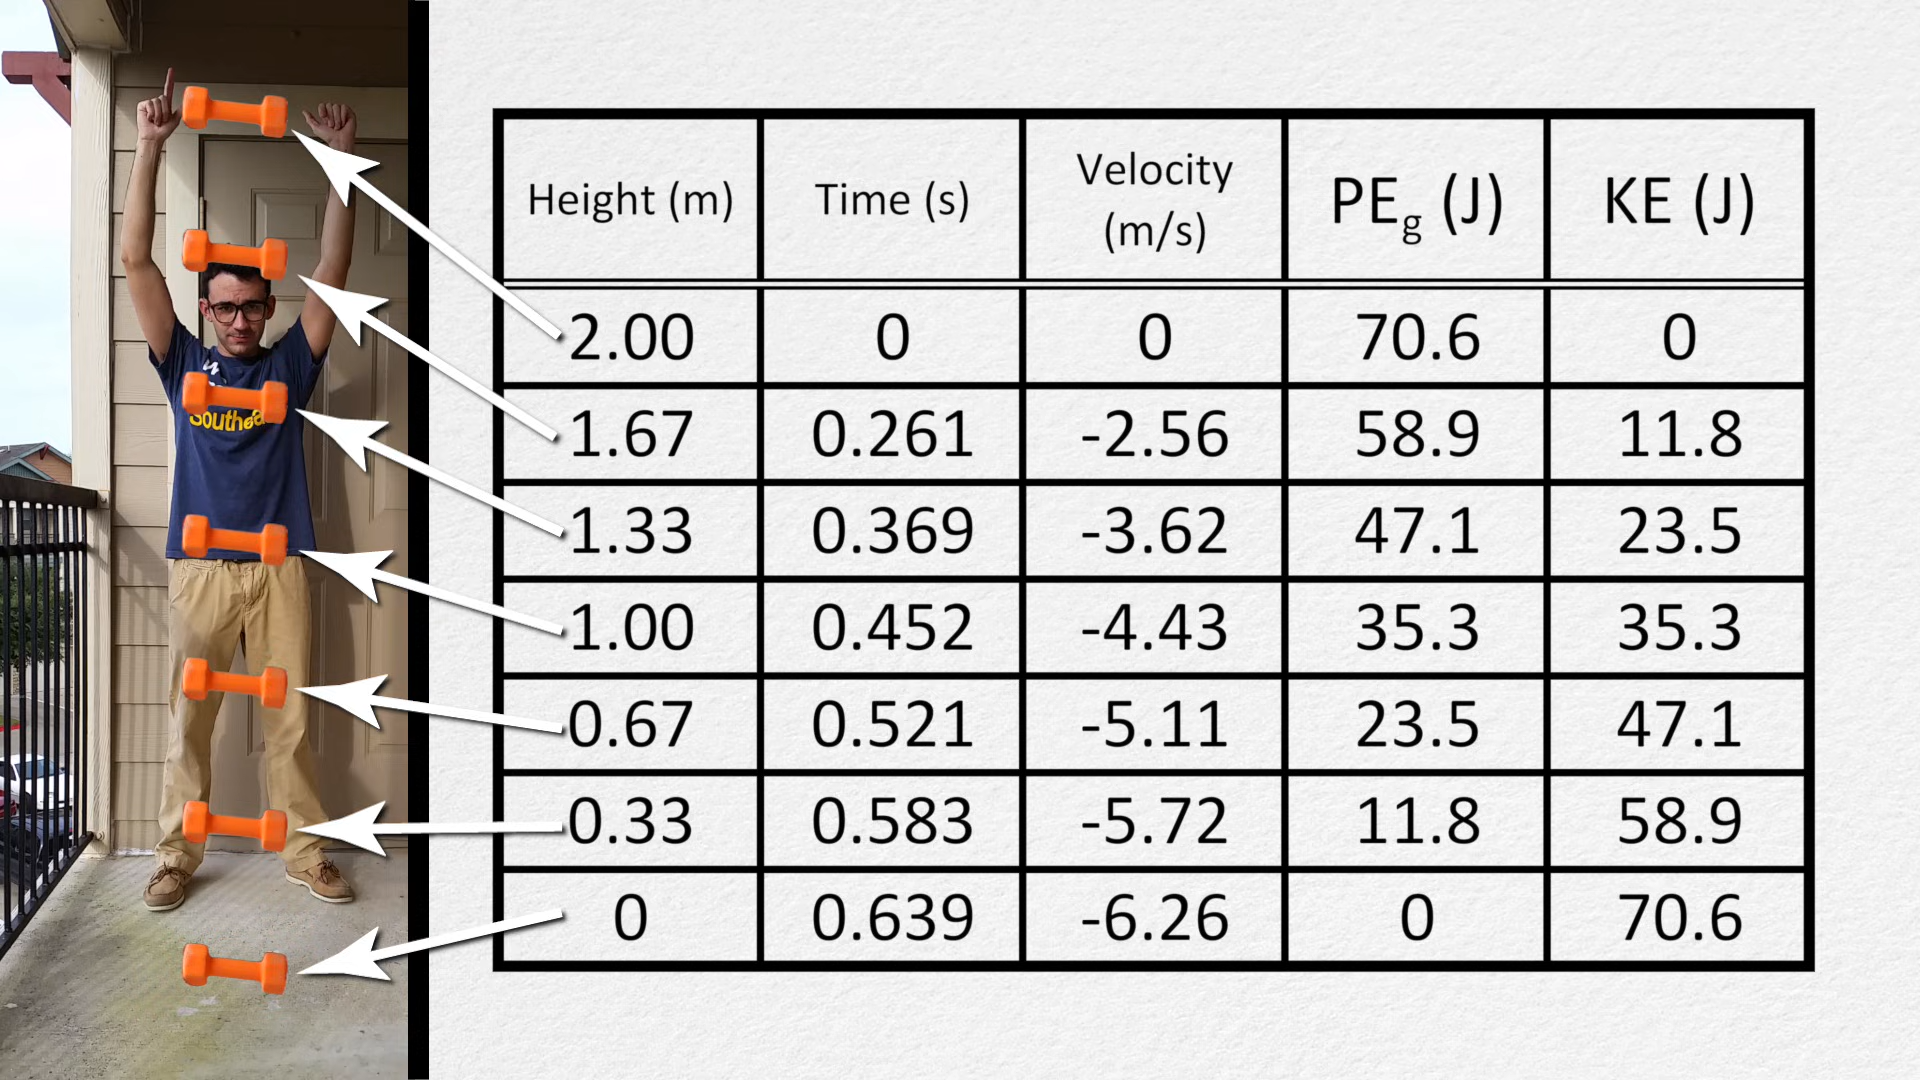 Southea
Height (m) Time (s) Velocity (m/s) PEg (J) KE (J)
2.00 0 0 70.6 0
1.67 0.261 -2.56 58.9 11.8
1.33 0.369 -3.62 47.1 23.5
1.00 0.452 -4.43 35.3 35.3
0.67 0.521 -5.11 23.5 47.1
0.33 0.583 -5.72 11.8 58.9
0 0.639 -6.26 0 70.6